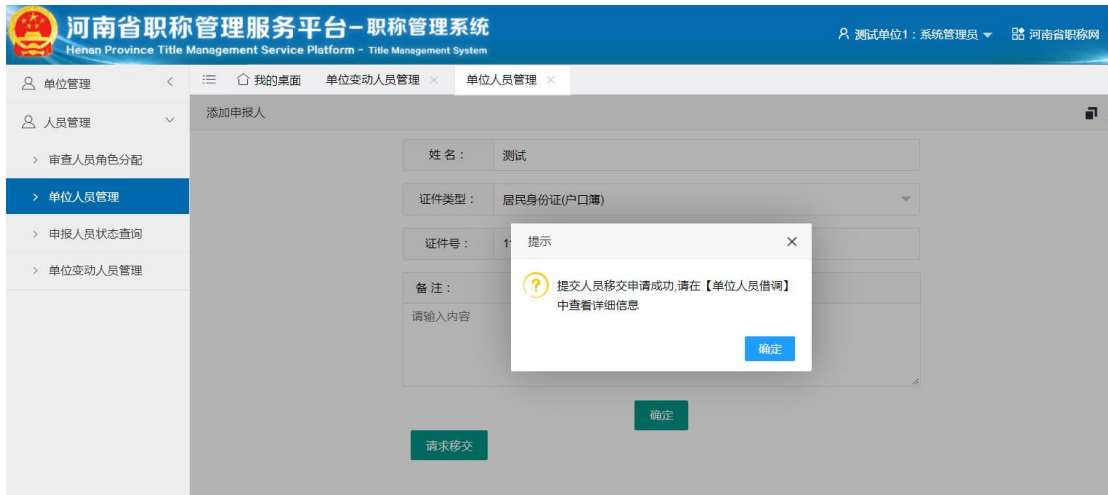 河南省职称管理服务平台-职称管理系统
Henan Province Title Management Service Platform - Title Management System
测试单位1：系统管理员
河南省职称网
单位管理
我的桌面
单位变动人员管理
单位人员管理
人员管理
添加申报人
审查人员角色分配
单位人员管理
申报人员状态查询
单位变动人员管理
姓 名：
测试
证件类型：
居民身份证(户口簿)
证件号：
1
备 注：
请输入内容
提示
提交人员移交申请成功,请在【单位人员借调】
中查看详细信息
确定
确定
请求移交